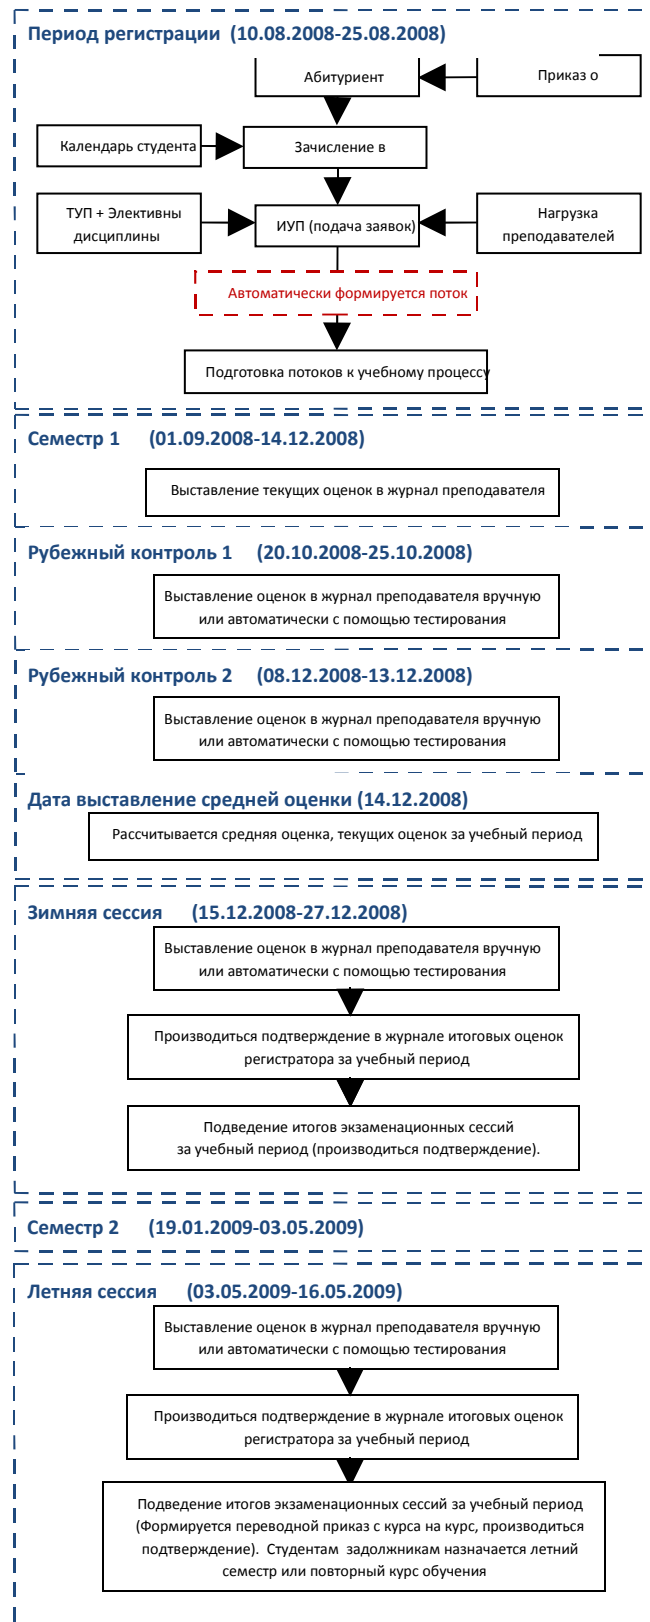 Период регистрации (10.08.2008-25.08.2008)
Абитуриент
Приказ о
Календарь студента
Зачисление в
ТУП + Элективны
дисциплины
ИУП (подача заявок)
Нагрузка
преподавателей
Автоматически формируется поток
Подготовка потоков к учебному процессу
Семестр 1 (01.09.2008-14.12.2008)
Выставление текущих оценок в журнал преподавателя
Рубежный контроль 1 (20.10.2008-25.10.2008)
Выставление оценок в журнал преподавателя вручную
или автоматически с помощью тестирования
Рубежный контроль 2 (08.12.2008-13.12.2008)
Выставление оценок в журнал преподавателя вручную
или автоматически с помощью тестирования
Дата выставление средней оценки (14.12.2008)
Рассчитывается средняя оценка, текущих оценок за учебный период
Зимняя сессия (15.12.2008-27.12.2008)
Выставление оценок в журнал преподавателя вручную
или автоматически с помощью тестирования
Производиться подтверждение в журнале итоговых оценок
регистратора за учебный период
Подведение итогов экзаменационных сессий
за учебный период (производиться подтверждение).
Семестр 2 (19.01.2009-03.05.2009)
Летняя сессия (03.05.2009-16.05.2009)
Выставление оценок в журнал преподавателя вручную
или автоматически с помощью тестирования
Производиться подтверждение в журнале итоговых оценок
регистратора за учебный период
Подведение итогов экзаменационных сессий за учебный период
(Формируется переводной приказ с курса на курс, производиться
подтверждение). Студентам задолжникам назначается летний
семестр или повторный курс обучения